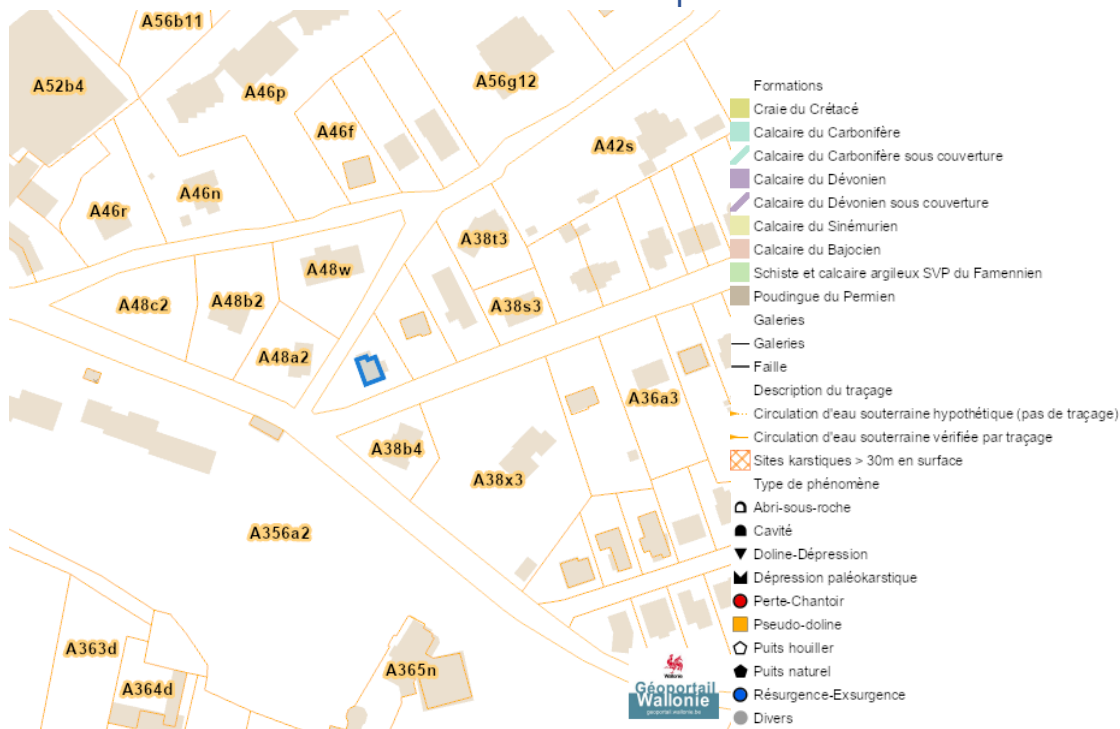 A56b11
A52b4
A46p
A56g12
A46f
A42s
A46n
A46r
A38t3
A48w
A48c2
A48b2
A38s3
A48a2
A36a3
A38b4
A38x3
A356a2
A363d
A364d
A365n
Wallonie
Géoportail
Wallonie
geoportail.wallonie.be
Formations
Craie du Crétacé
Calcaire du Carbonifère
Calcaire du Carbonifère sous couverture
Calcaire du Dévonien
Calcaire du Dévonien sous couverture
Calcaire du Sinémurien
Calcaire du Bajocien
Schiste et calcaire argileux SVP du Famennien
Poudingue du Permien
Galeries
Galeries
Faille
Description du traçage
Circulation d'eau souterraine hypothétique (pas de traçage)
Circulation d'eau souterraine vérifiée par traçage
Sites karstiques > 30m en surface
Type de phénomène
Abri-sous-roche
Cavité
Doline-Dépression
Dépression paléokarstique
Perte-Chantoir
Pseudo-doline
Puits houiller
Puits naturel
Résurgence-Exsurgence
Divers